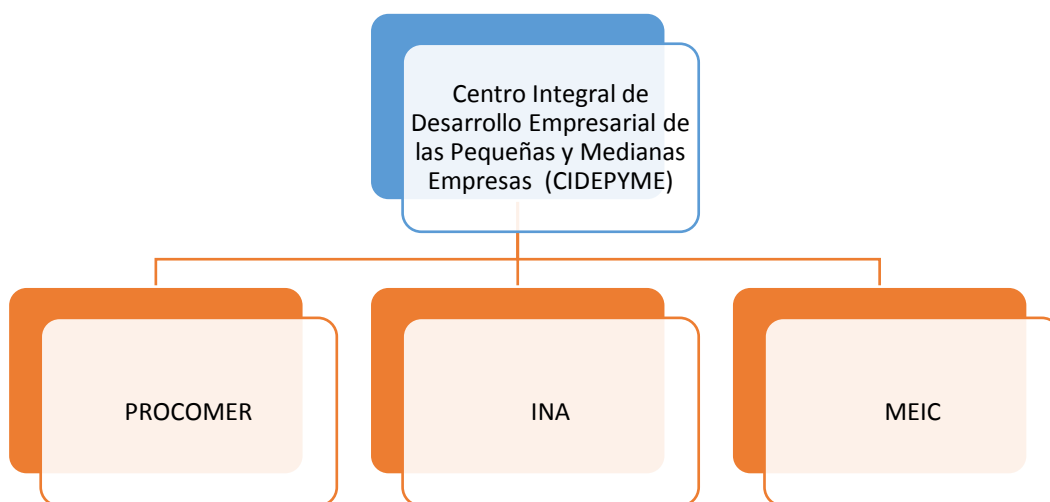 Centro Integral de
Desarrollo Empresarial de
las Pequeñas y Medianas
Empresas  (CIDEPYME)
PROCOMER
INA
MEIC